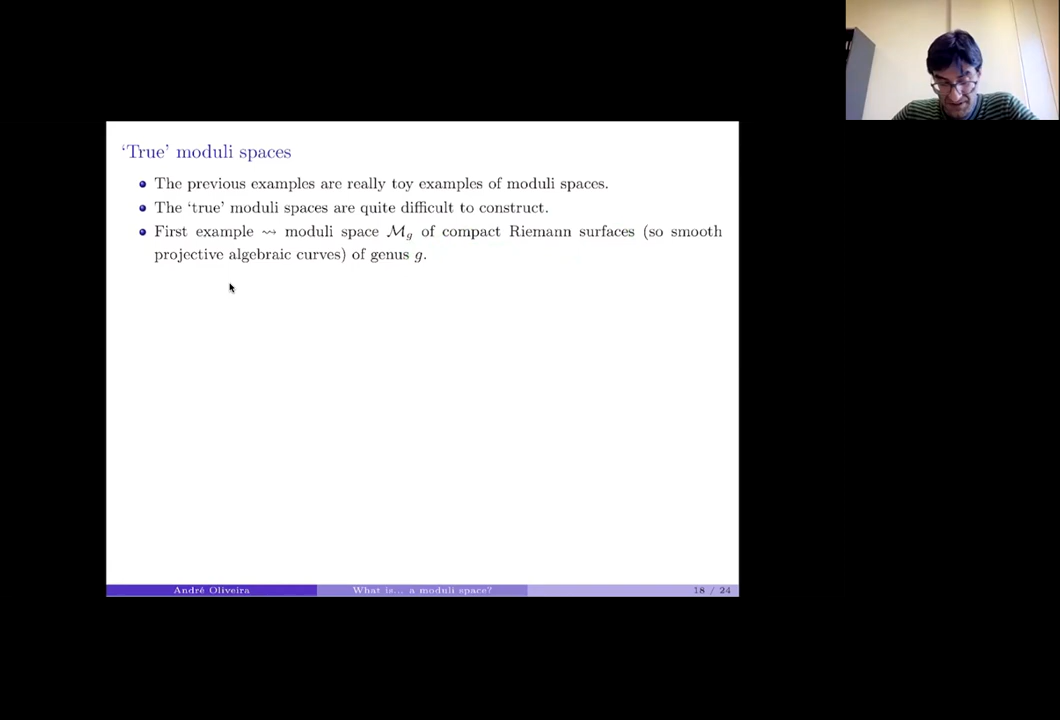 ‘True’ moduli spaces
The previous examples are really toy examples of moduli spaces.
The ‘true’ moduli spaces are quite difficult to construct.
First example ⇝ moduli space ℳ_g of compact Riemann surfaces (so smooth
projective algebraic curves) of genus g.
André Oliveira What is... a moduli space? 18 / 24